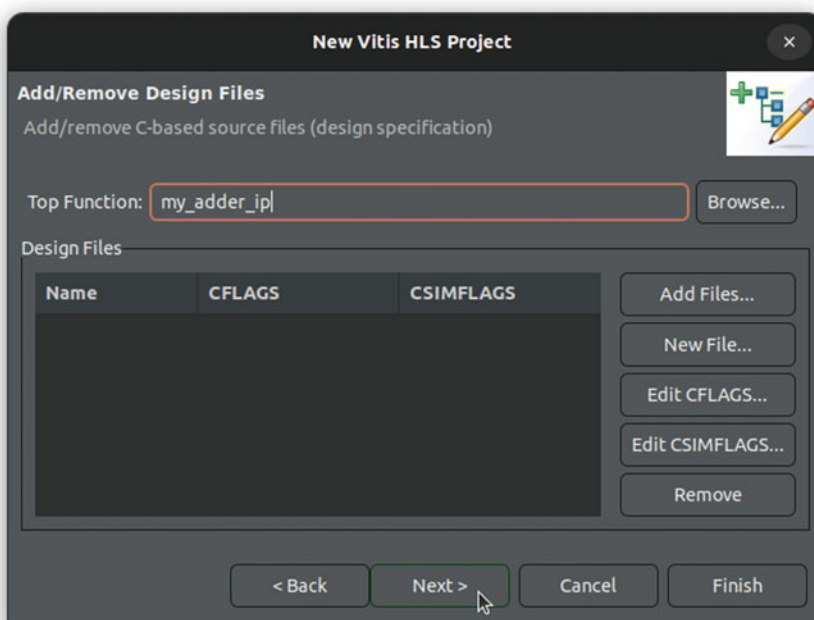 New Vitis HLS Project
Add/Remove Design Files
Add/remove C-based source files (design specification)
Top Function: my_adder_ip Browse...
Design Files
Name CFLAGS CSIMFLAGS
Add Files...
New File...
Edit CFLAGS...
Edit CSIMFLAGS...
Remove
< Back Next > Cancel Finish